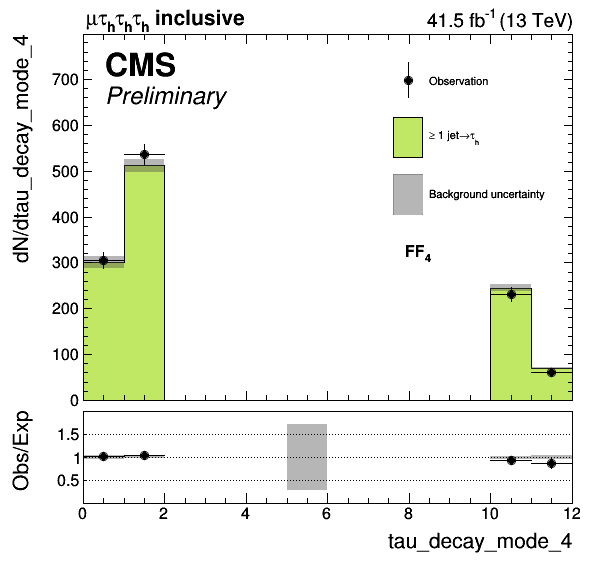 μτhτhτh inclusive
41.5 fb-1 (13 TeV)
dN/dtau_decay_mode_4
700
600
500
400
300
200
100
0
CMS
Preliminary
Observation
≥ 1 jet→τh
Background uncertainty
FF4
Obs/Exp
1.5
1
0.5
0 2 4 6 8 10 12
tau_decay_mode_4